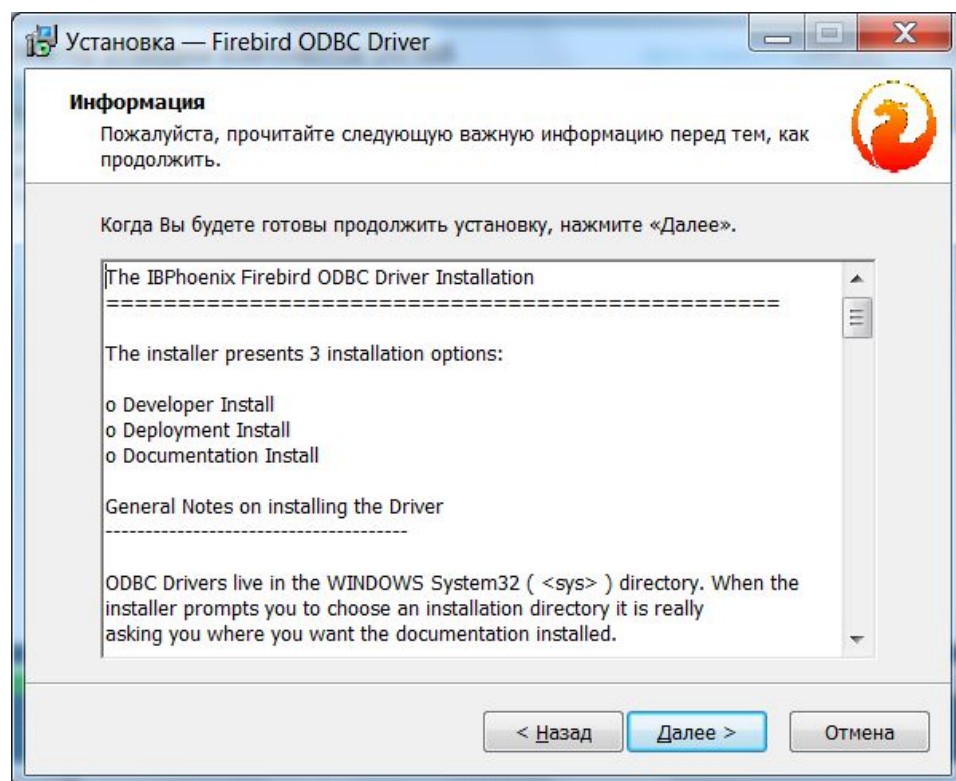 Установка — Firebird ODBC Driver
Информация
Пожалуйста, прочитайте следующую важную информацию перед тем, как
продолжить.
Когда Вы будете готовы продолжить установку, нажмите «Далее».
The IBPhoenix Firebird ODBC Driver Installation
===============================================
The installer presents 3 installation options:
o Developer Install
o Deployment Install
o Documentation Install
General Notes on installing the Driver
--------------------------------------
ODBC Drivers live in the WINDOWS System32 ( <sys> ) directory. When the
installer prompts you to choose an installation directory it is really
asking you where you want the documentation installed.
< Назад
Далее >
Отмена